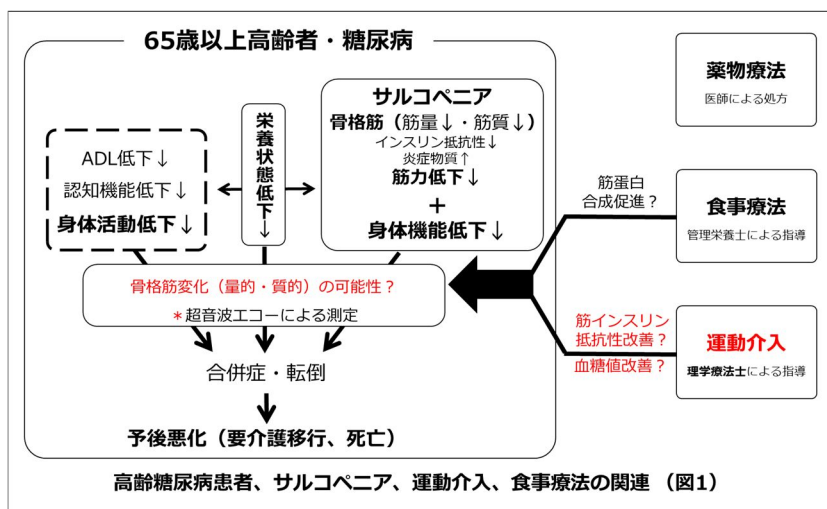 65歳以上高齢者・糖尿病
ADL低下↓
認知機能低下↓
身体活動低下↓
栄養状態低下↓
サルコペニア
骨格筋（筋量↓・筋質↓）
インスリン抵抗性↓
炎症物質↑
筋力低下↓
＋
身体機能低下↓
骨格筋変化（量的・質的）の可能性？
＊超音波エコーによる測定
合併症・転倒
予後悪化（要介護移行、死亡）
薬物療法
医師による処方
筋蛋白
合成促進？
食事療法
管理栄養士による指導
筋インスリン
抵抗性改善？
血糖値改善？
運動介入
理学療法士による指導
高齢糖尿病患者、サルコペニア、運動介入、食事療法の関連 （図1）